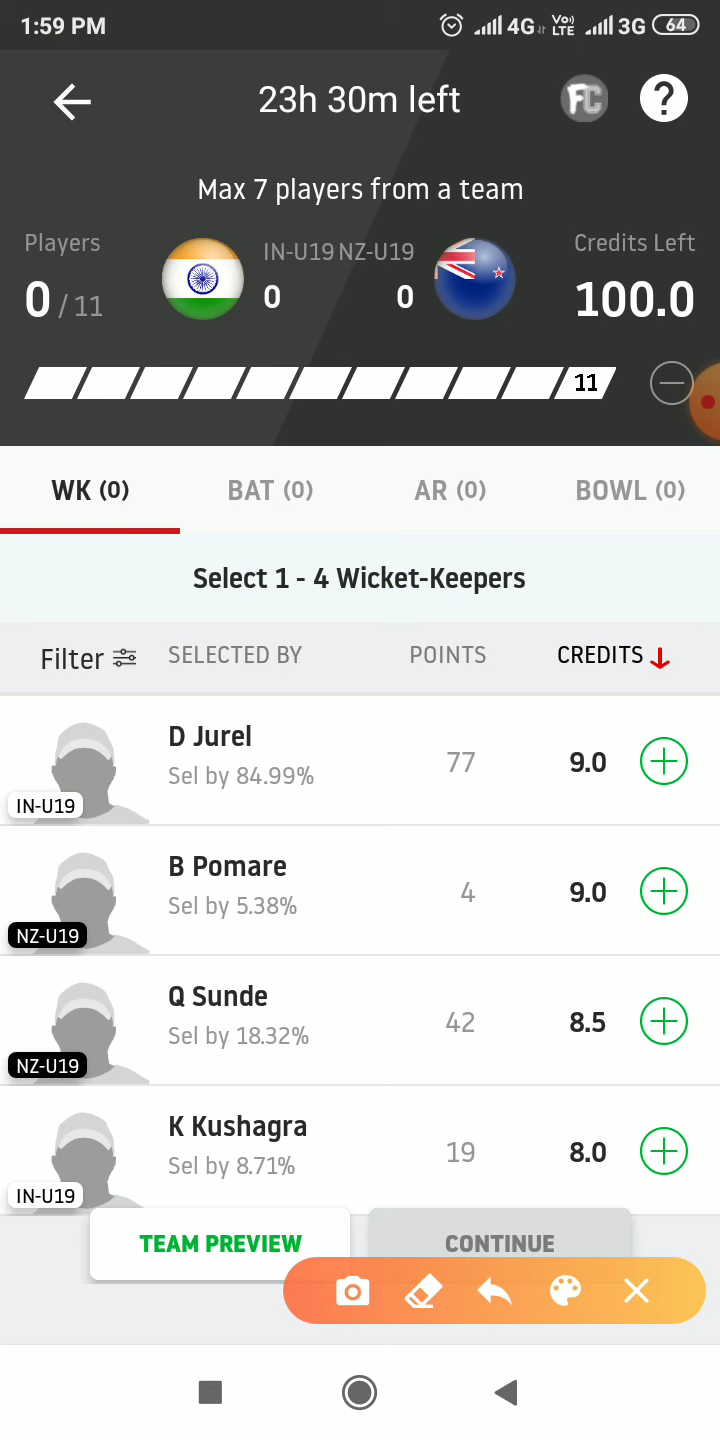 1:59 PM 4G Vo) LTE 3G 64
23h 30m left FC ?
Max 7 players from a team
Players IN-U19 NZ-U19 Credits Left
0 / 11 0 0 100.0
11
WK (0) BAT (0) AR (0) BOWL (0)
Select 1 - 4 Wicket-Keepers
Filter SELECTED BY POINTS CREDITS
D Jurel
Sel by 84.99% 77 9.0
IN-U19
B Pomare
Sel by 5.38% 4 9.0
NZ-U19
Q Sunde
Sel by 18.32% 42 8.5
NZ-U19
K Kushagra
Sel by 8.71% 19 8.0
IN-U19
TEAM PREVIEW CONTINUE